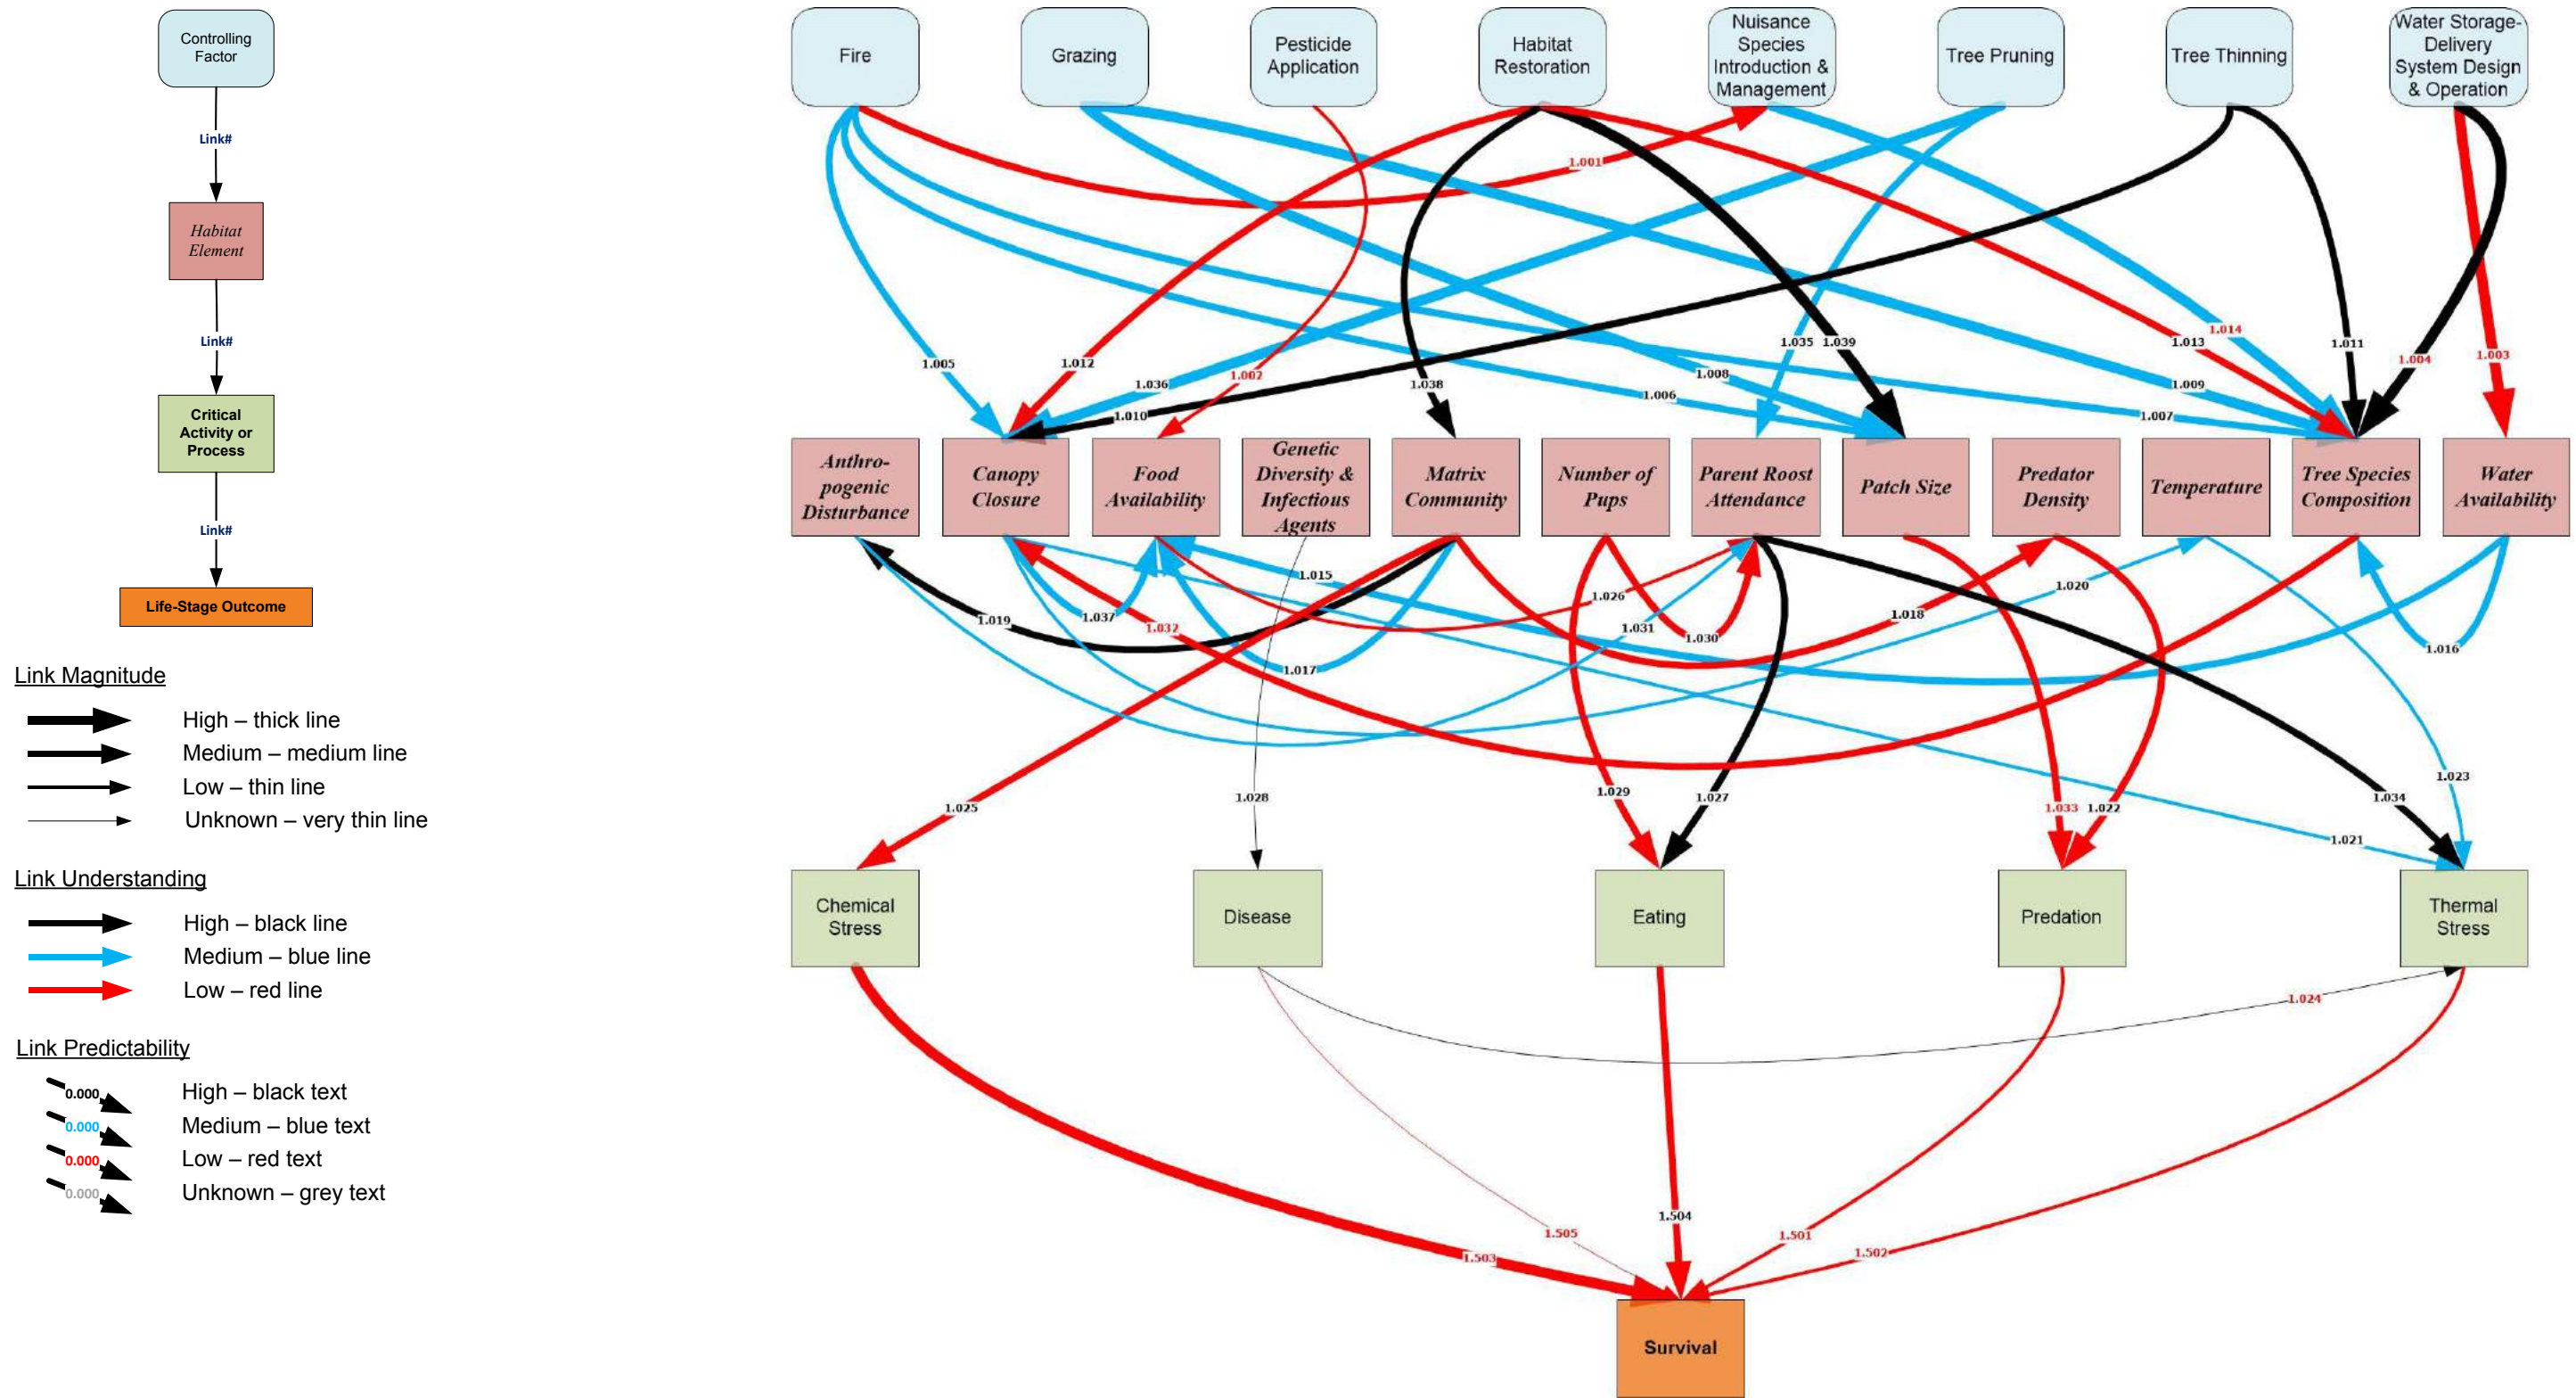 Controlling
Factor
Link#
Habitat
Element
Link#
Critical
Activity or
Process
Link#
Life-Stage Outcome
Link Magnitude
High – thick line
Medium – medium line
Low – thin line
Unknown – very thin line
Link Understanding
High – black line
Medium – blue line
Low – red line
Link Predictability
0.000
High – black text
0.000
Medium – blue text
0.000
Low – red text
0.000
Unknown – grey text
Fire
Grazing
Pesticide
Application
Habitat
Restoration
Nuisance
Species
Introduction &
Management
Tree Pruning
Tree Thinning
Water Storage-
Delivery
System Design
& Operation
1.001
1.014
1.035
1.039
1.013
1.011
1.004
1.003
1.005
1.012
1.036
1.002
1.038
1.008
1.009
1.006
1.010
1.007
Anthro-
pogenic
Disturbance
Canopy
Closure
Food
Availability
Genetic
Diversity &
Infectious
Agents
Matrix
Community
Number of
Pups
Parent Roost
Attendance
Patch Size
Predator
Density
Temperature
Tree Species
Composition
Water
Availability
1.015
1.020
1.026
1.018
1.019
1.037
1.032
1.031
1.030
1.016
1.017
1.023
1.029
1.027
1.028
1.034
1.025
1.033
1.022
1.021
Chemical
Stress
Disease
Eating
Predation
Thermal
Stress
1.024
1.504
1.505
1.501
1.502
1.503
Survival